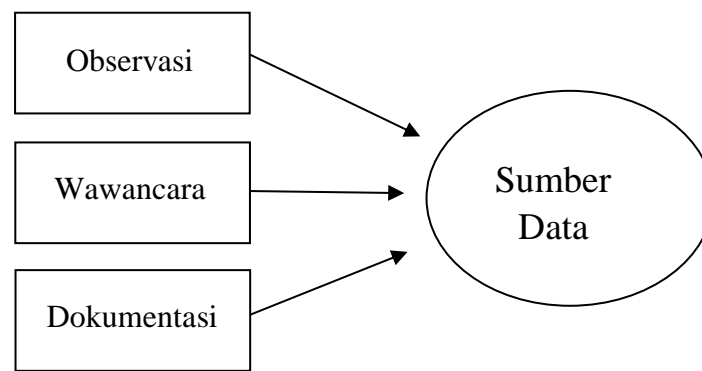 Observasi
Wawancara
Dokumentasi
Sumber
Data